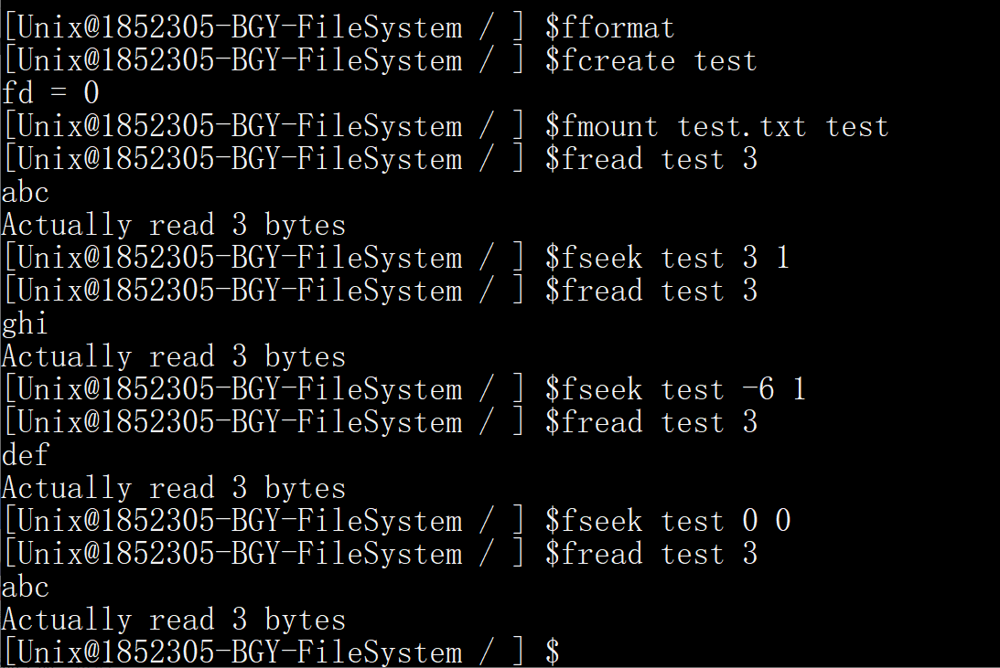 [Unix@1852305-BGY-FileSystem / ] $fformat
[Unix@1852305-BGY-FileSystem / ] $fcreate test
fd = 0
[Unix@1852305-BGY-FileSystem / ] $fmount test.txt test
[Unix@1852305-BGY-FileSystem / ] $fread test 3
abc
Actually read 3 bytes
[Unix@1852305-BGY-FileSystem / ] $fseek test 3 1
[Unix@1852305-BGY-FileSystem / ] $fread test 3
ghi
Actually read 3 bytes
[Unix@1852305-BGY-FileSystem / ] $fseek test -6 1
[Unix@1852305-BGY-FileSystem / ] $fread test 3
def
Actually read 3 bytes
[Unix@1852305-BGY-FileSystem / ] $fseek test 0 0
[Unix@1852305-BGY-FileSystem / ] $fread test 3
abc
Actually read 3 bytes
[Unix@1852305-BGY-FileSystem / ] $